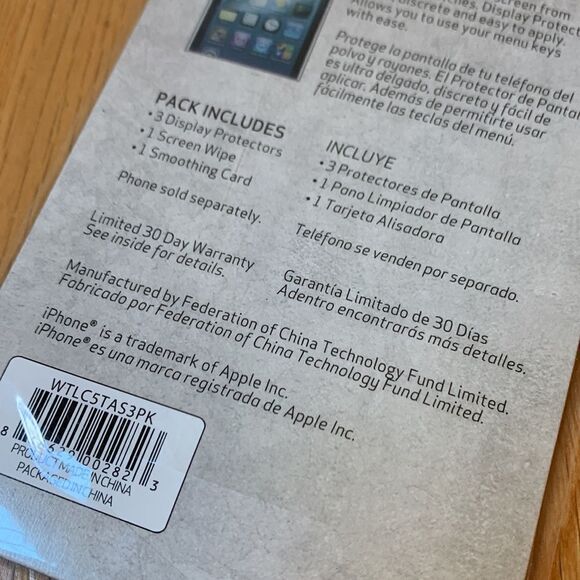 screen from
Display Protect
discrete and easy to apply.
Allows you to use your menu keys
with ease.
Protege la pantalla de tu teléfono del
polvo y rayones. El Protector de Pantal
es ultra delgado, discreto y fácil de
aplicar. Además de permitirte usar
fácilmente las teclas del menú.
PACK INCLUDES
• 3 Display Protectors
• 1 Screen Wipe
• 1 Smoothing Card
Phone sold separately.
Limited 30 Day Warranty
See inside for details.
INCLUYE
• 3 Protectores de Pantalla
• 1 Pano Limpiador de Pantalla
• 1 Tarjeta Alisadora
Teléfono se venden por separado.
Garantía Limitado de 30 Días
Adentro encontrarás más detalles.
Manufactured by Federation of China Technology Fund Limited.
Fabricado por Federation of China Technology Fund Limited.
iPhone® is a trademark of Apple Inc.
iPhone® es una marca registrada de Apple Inc.
WTLC5TAS3PK
PRODUCT MADE IN CHINA
PACKAGED IN CHINA